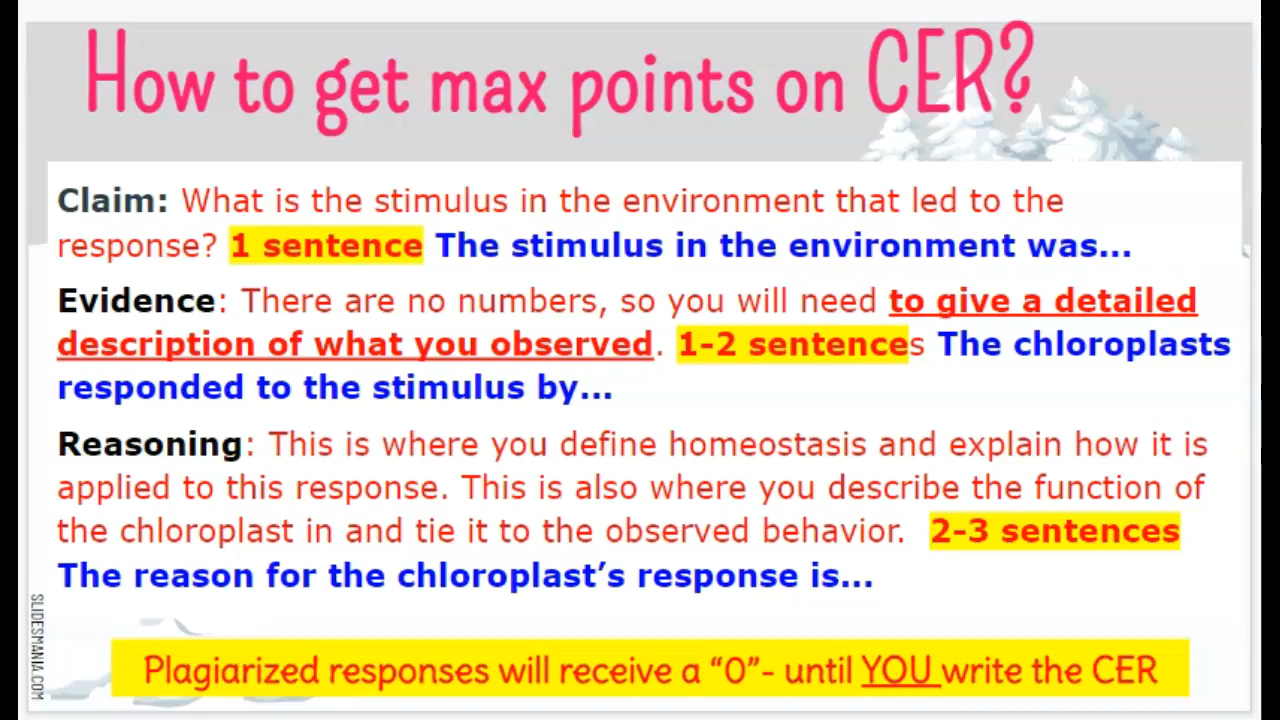 How to get max points on CER?
Claim: What is the stimulus in the environment that led to the
response? 1 sentence The stimulus in the environment was...
Evidence: There are no numbers, so you will need to give a detailed
description of what you observed. 1-2 sentences The chloroplasts
responded to the stimulus by...
Reasoning: This is where you define homeostasis and explain how it is
applied to this response. This is also where you describe the function of
the chloroplast in and tie it to the observed behavior. 2-3 sentences
The reason for the chloroplast’s response is...
SLIDESMANIA.COM
Plagiarized responses will receive a “0”- until YOU write the CER